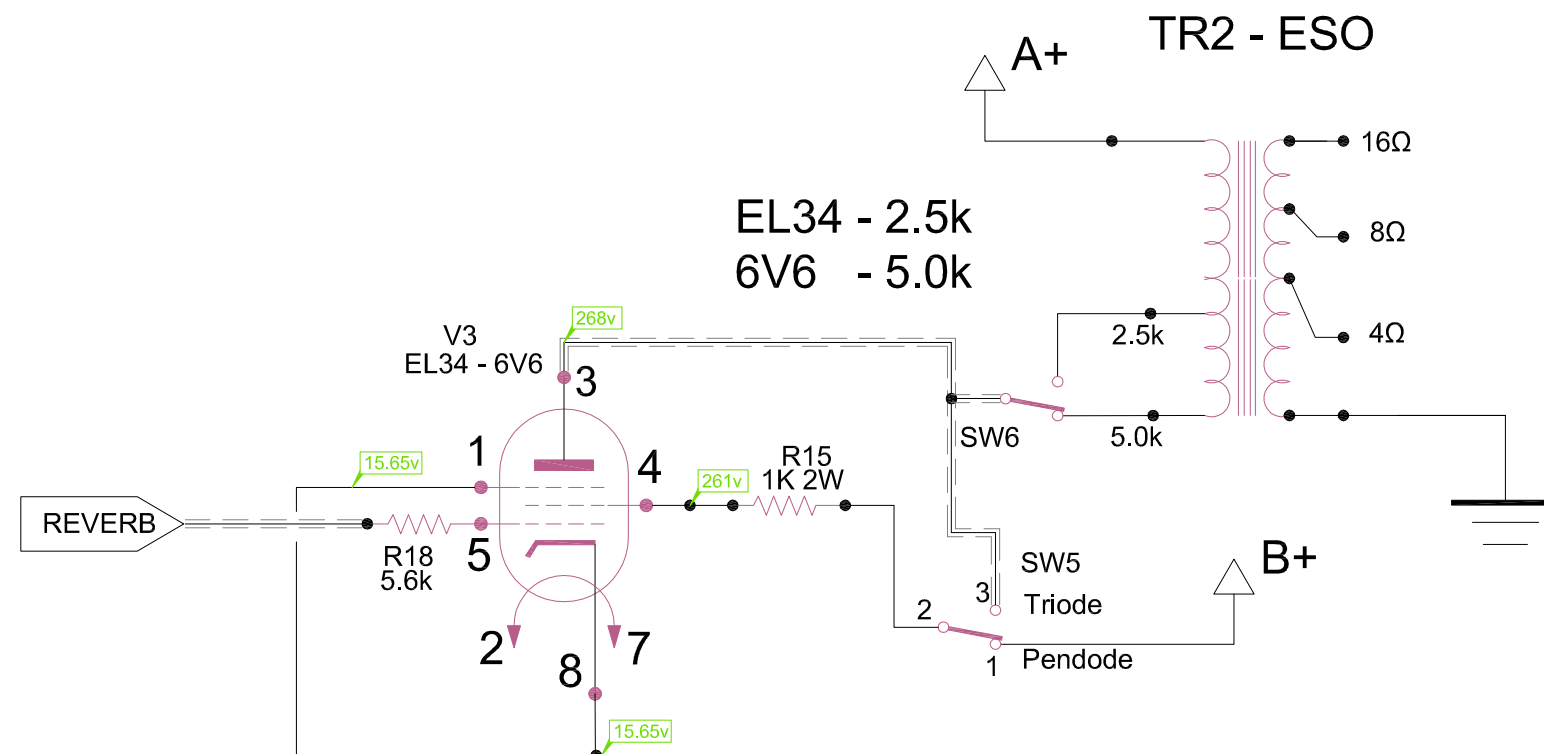 TR2 - ESO
A+
16Ω
EL34 - 2.5k
8Ω
6V6 - 5.0k
268v
V3
2.5k
4Ω
EL34 - 6V6
3
SW6
5.0k
15.65v
1
4
R15
1K 2W
261v
REVERB
R18
5.6k
5
SW5
B+
3
Triode
2
2
7
1
Pendode
8
15.65v